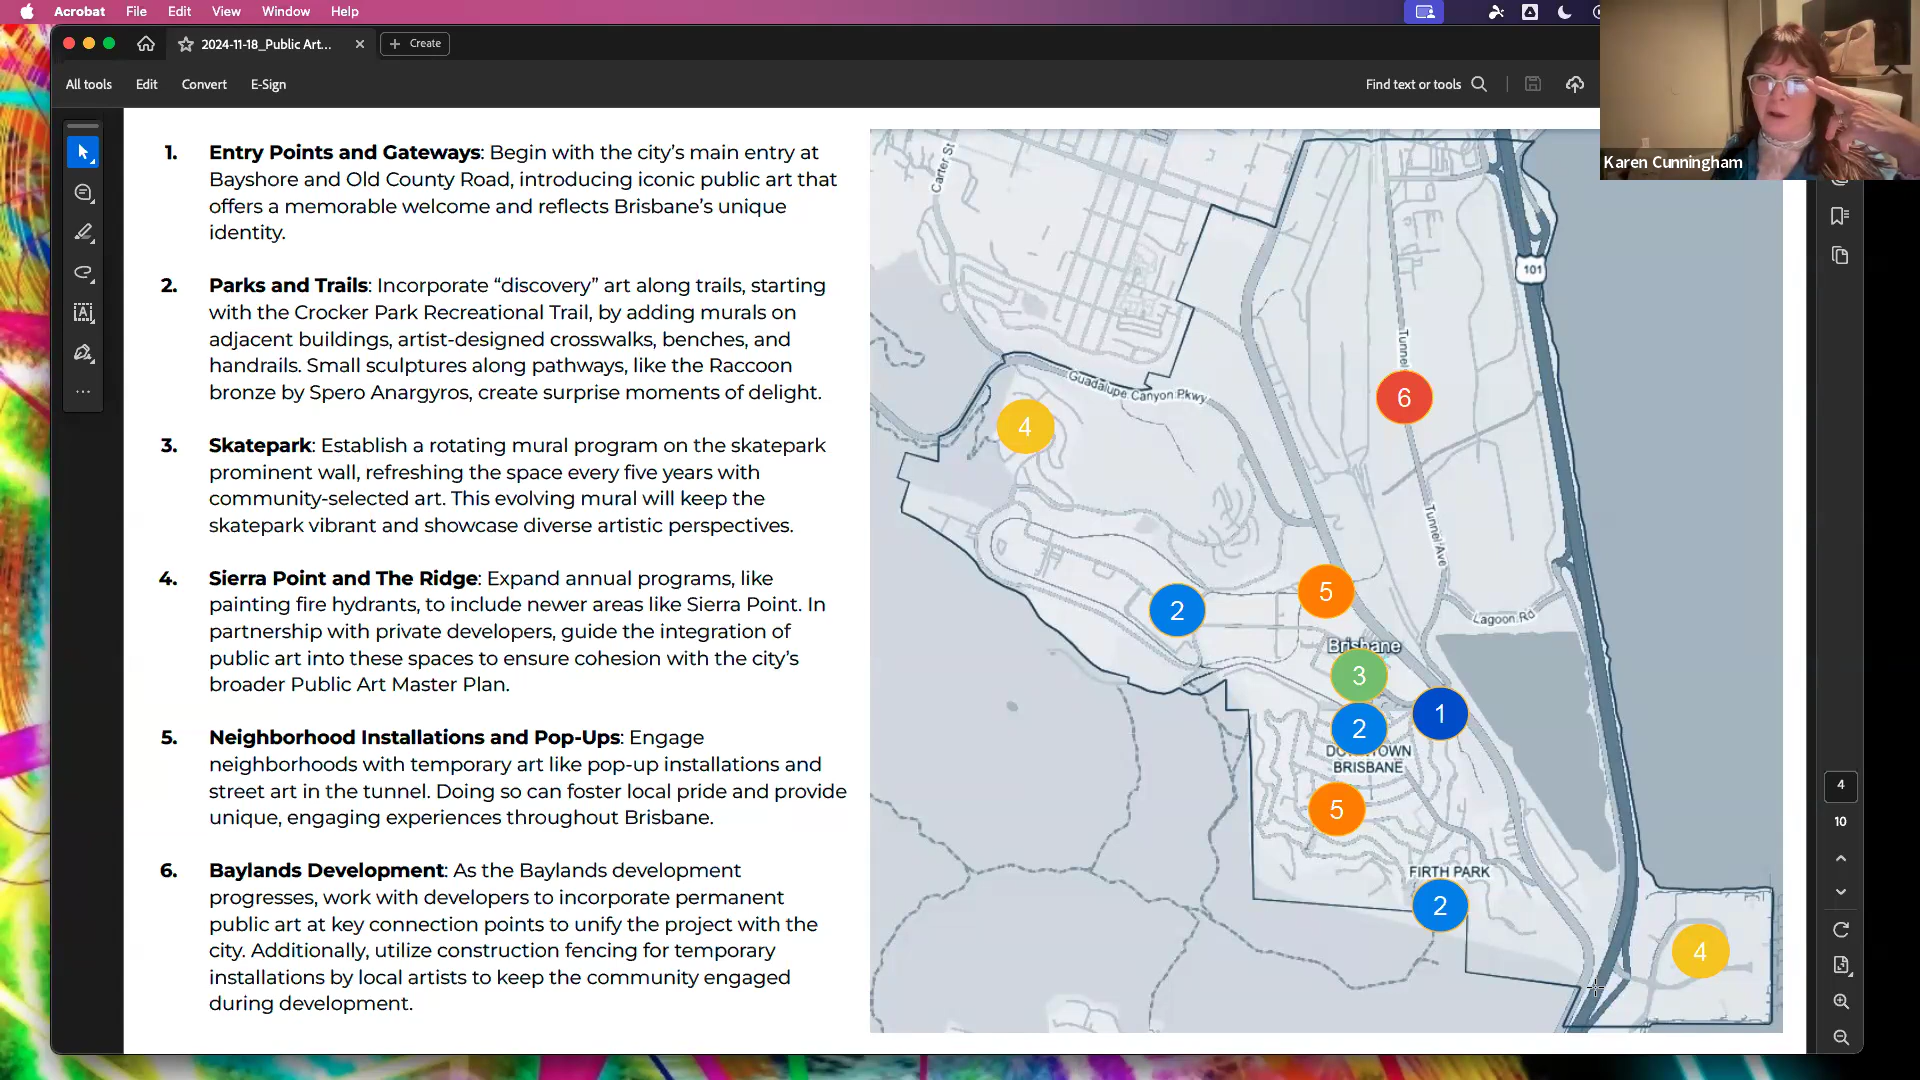 Acrobat File Edit View Window Help
2024-11-18_Public Art...
Create
All tools Edit Convert E-Sign
Find text or tools
Karen Cunningham
1. Entry Points and Gateways: Begin with the city's main entry at
Bayshore and Old County Road, introducing iconic public art that
offers a memorable welcome and reflects Brisbane's unique
identity.
2. Parks and Trails: Incorporate "discovery" art along trails, starting
with the Crocker Park Recreational Trail, by adding murals on
adjacent buildings, artist-designed crosswalks, benches, and
handrails. Small sculptures along pathways, like the Raccoon
bronze by Spero Anargyros, create surprise moments of delight.
3. Skatepark: Establish a rotating mural program on the skatepark
prominent wall, refreshing the space every five years with
community-selected art. This evolving mural will keep the
skatepark vibrant and showcase diverse artistic perspectives.
4. Sierra Point and The Ridge: Expand annual programs, like
painting fire hydrants, to include newer areas like Sierra Point. In
partnership with private developers, guide the integration of
public art into these spaces to ensure cohesion with the city's
broader Public Art Master Plan.
5. Neighborhood Installations and Pop-Ups: Engage
neighborhoods with temporary art like pop-up installations and
street art in the tunnel. Doing so can foster local pride and provide
unique, engaging experiences throughout Brisbane.
6. Baylands Development: As the Baylands development
progresses, work with developers to incorporate permanent
public art at key connection points to unify the project with the
city. Additionally, utilize construction fencing for temporary
installations by local artists to keep the community engaged
during development.
Carter St
101
Tunnel
Guadalupe Canyon Pkwy
6
4
Tunnel Ave
5
2
Lagoon Rd
Brisbane
3
1
2
DOWNTOWN
BRISBANE
5
FIRTH PARK
2
4
4
10